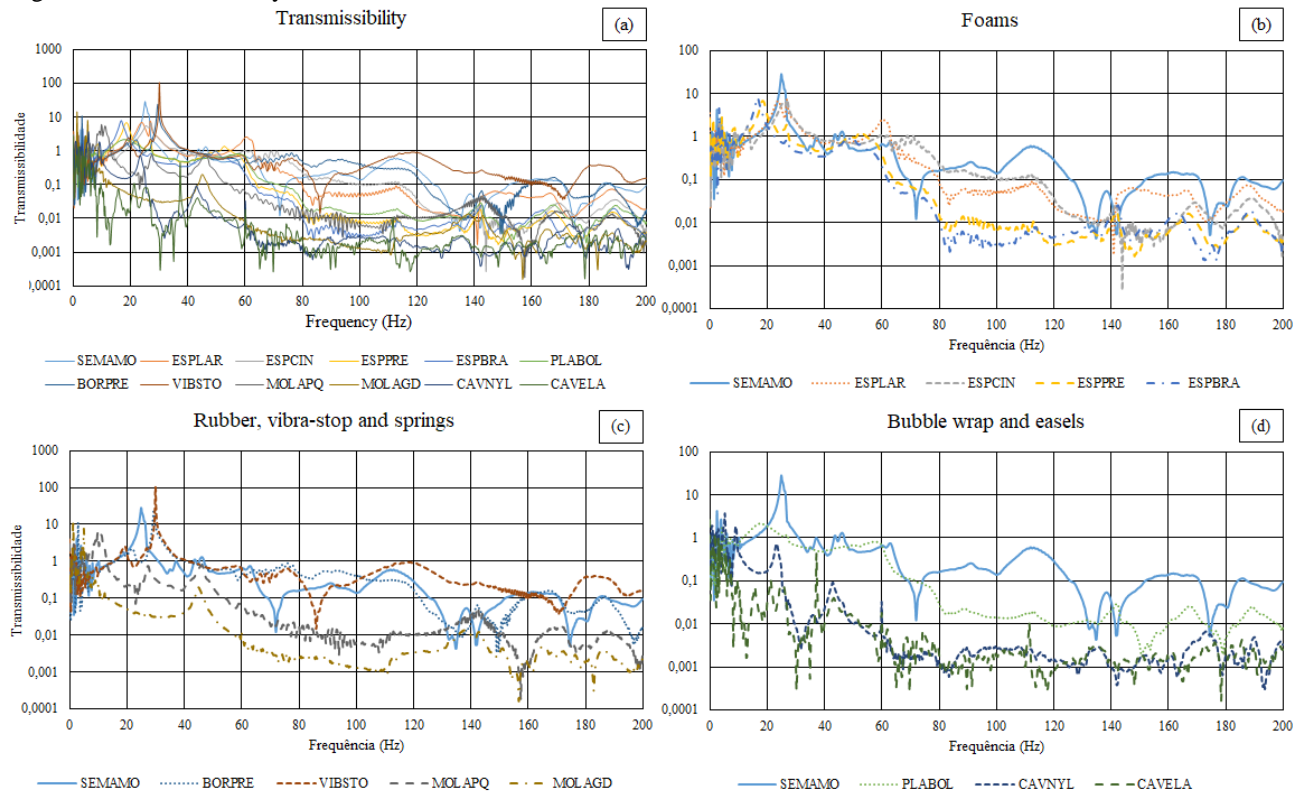 Transmissibility
(a)
Transmissibilidade
1000
100
10
1
0,1
0,01
0,001
0,0001
0 20 40 60 80 100 120 140 160 180 200
Frequency (Hz)
SEMAMO ESPLAR ESPCIN ESPPRE ESPBRA PLABOL
BORPRE VIBSTO MOLAPQ MOLAGD CAVNYL CAVELA
Foams
(b)
100
10
1
0,1
0,01
0,001
0,0001
0 20 40 60 80 100 120 140 160 180 200
Frequência (Hz)
SEMAMO ESPLAR ESPCIN ESPPRE ESPBRA
Rubber, vibra-stop and springs
(c)
Transmissibilidade
1000
100
10
1
0,1
0,01
0,001
0,0001
0 20 40 60 80 100 120 140 160 180 200
Frequência (Hz)
SEMAMO BORPRE VIBSTO MOLAPQ MOLAGD
Bubble wrap and easels
(d)
100
10
1
0,1
0,01
0,001
0,0001
0 20 40 60 80 100 120 140 160 180 200
Frequência (Hz)
SEMAMO PLABOL CAVNYL CAVELA